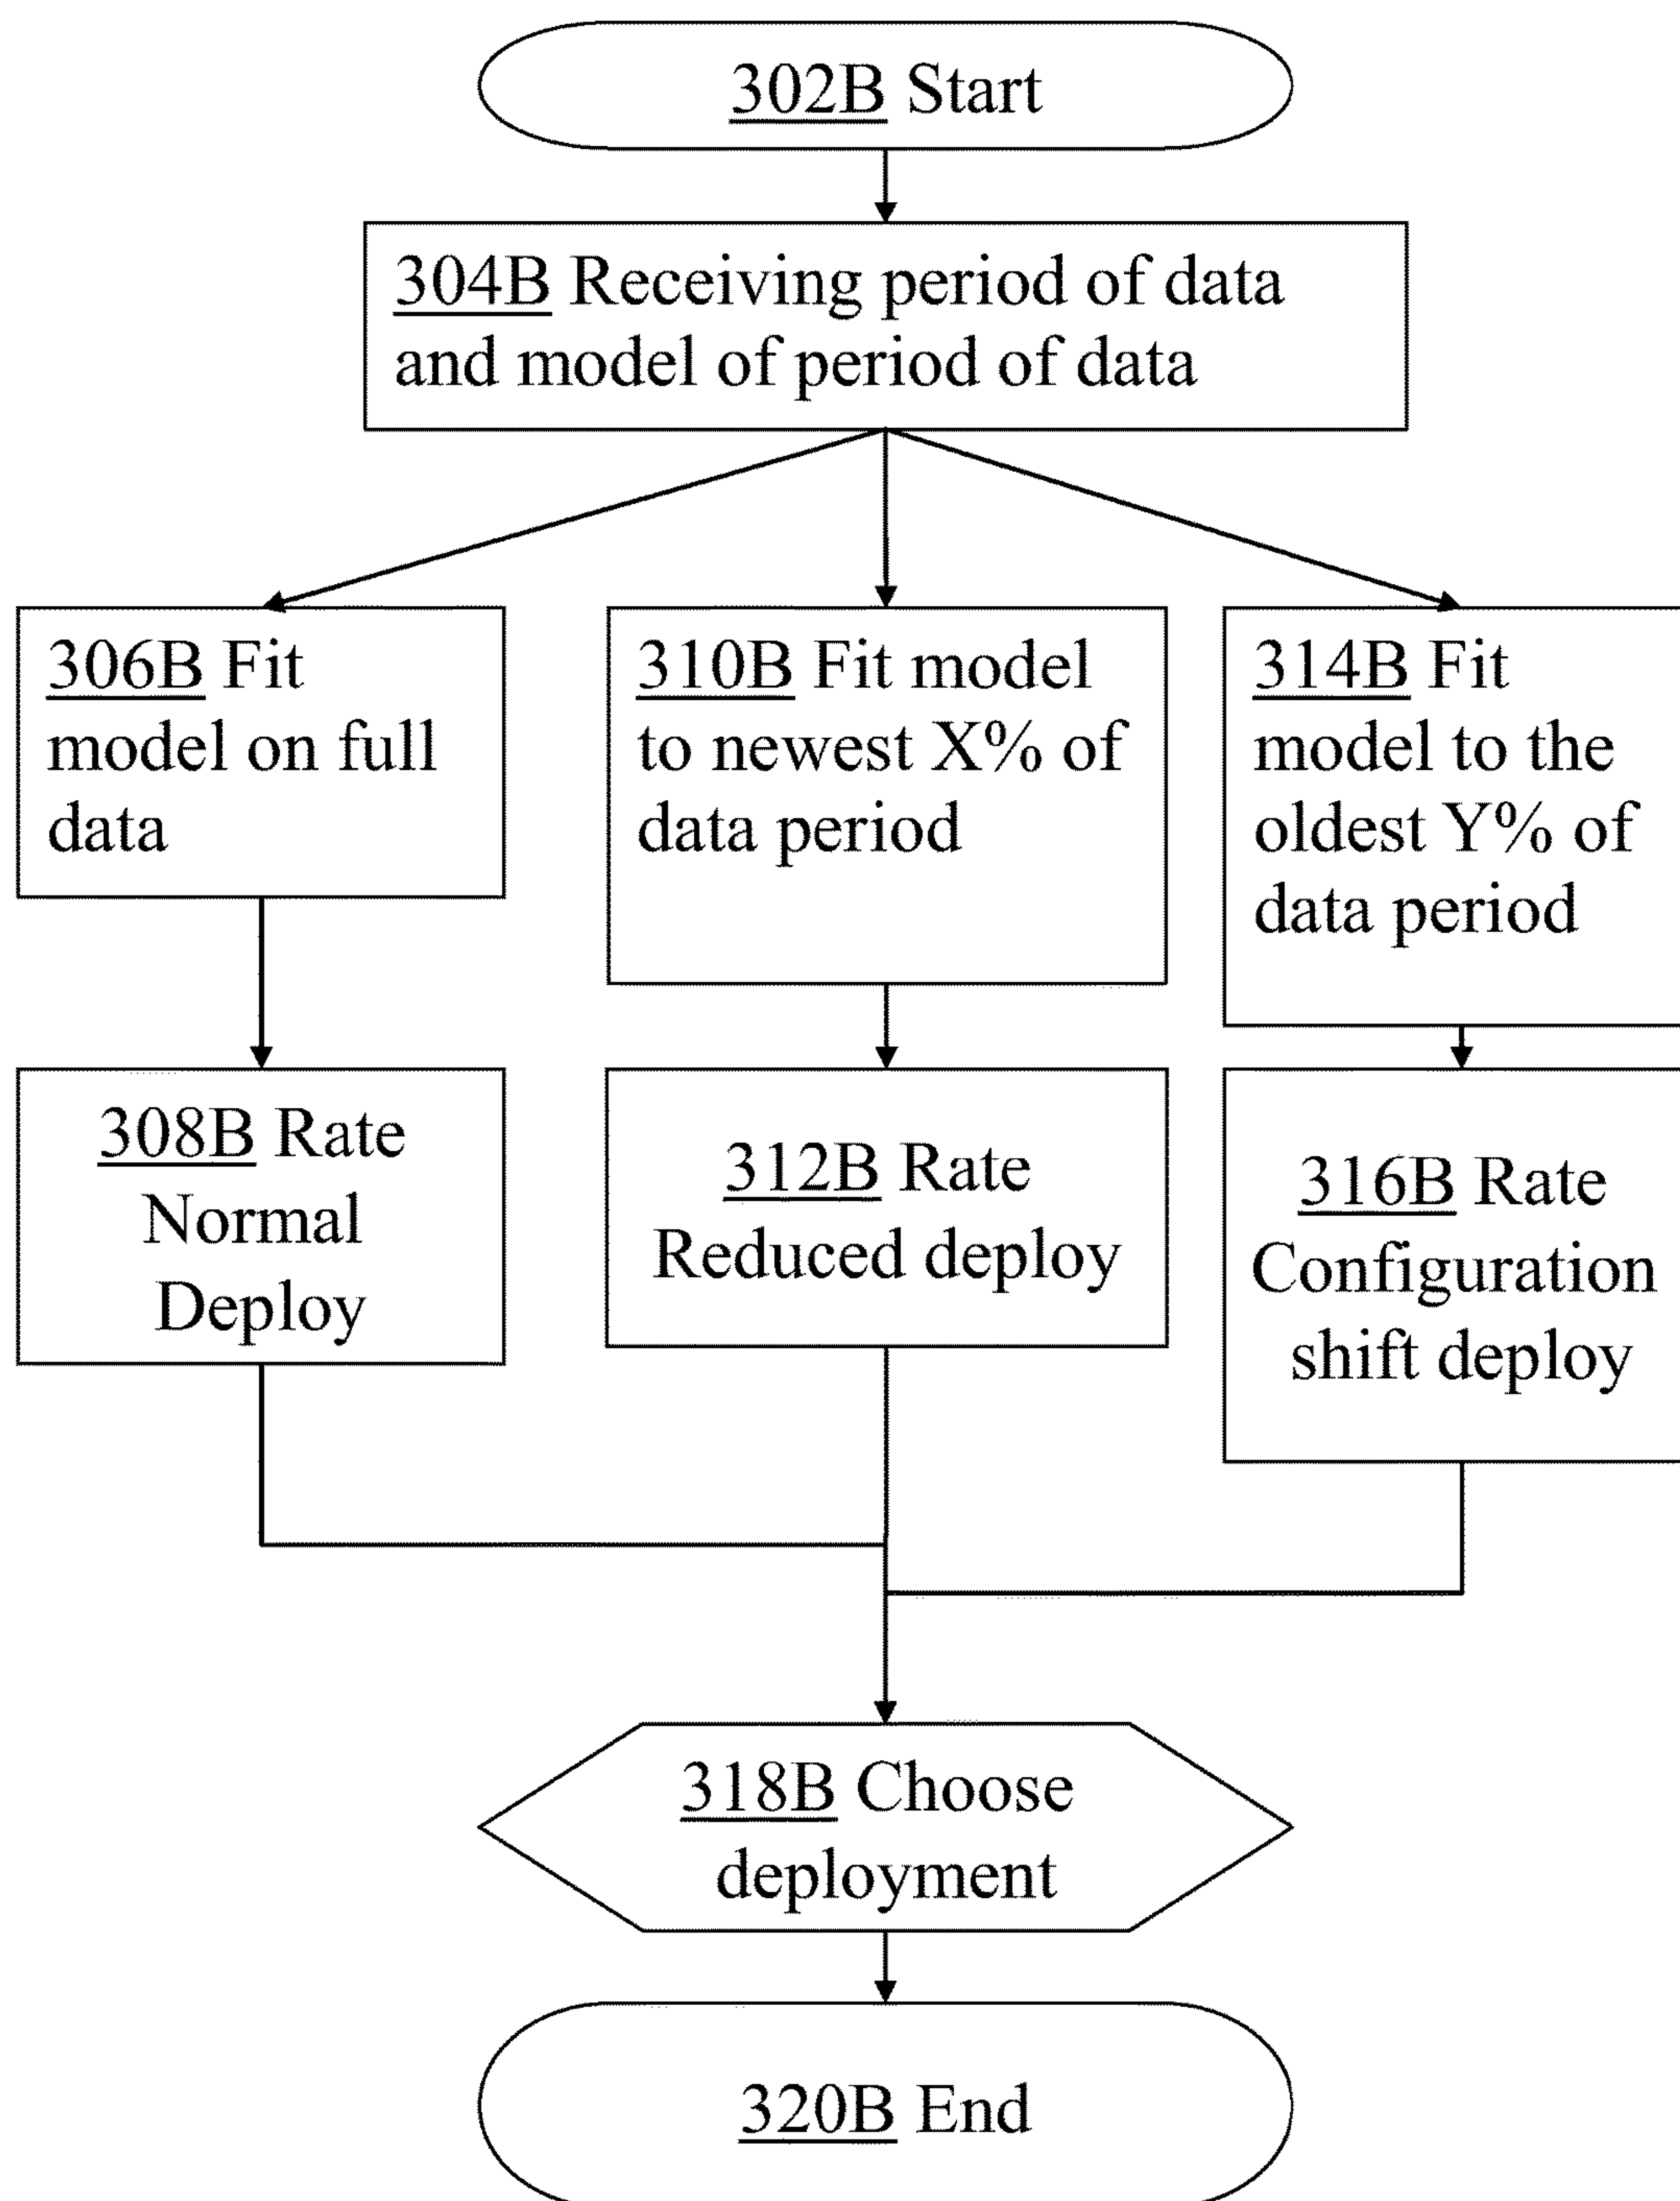 302B Start
304B Receiving period of data
and model of period of data
306B Fit
model on full
data
310B Fit model
to newest X% of
data period
314B Fit
model to the
oldest Y% of
data period
308B Rate
Normal
Deploy
312B Rate
Reduced deploy
316B Rate
Configuration
shift deploy
318B Choose
deployment
320B End